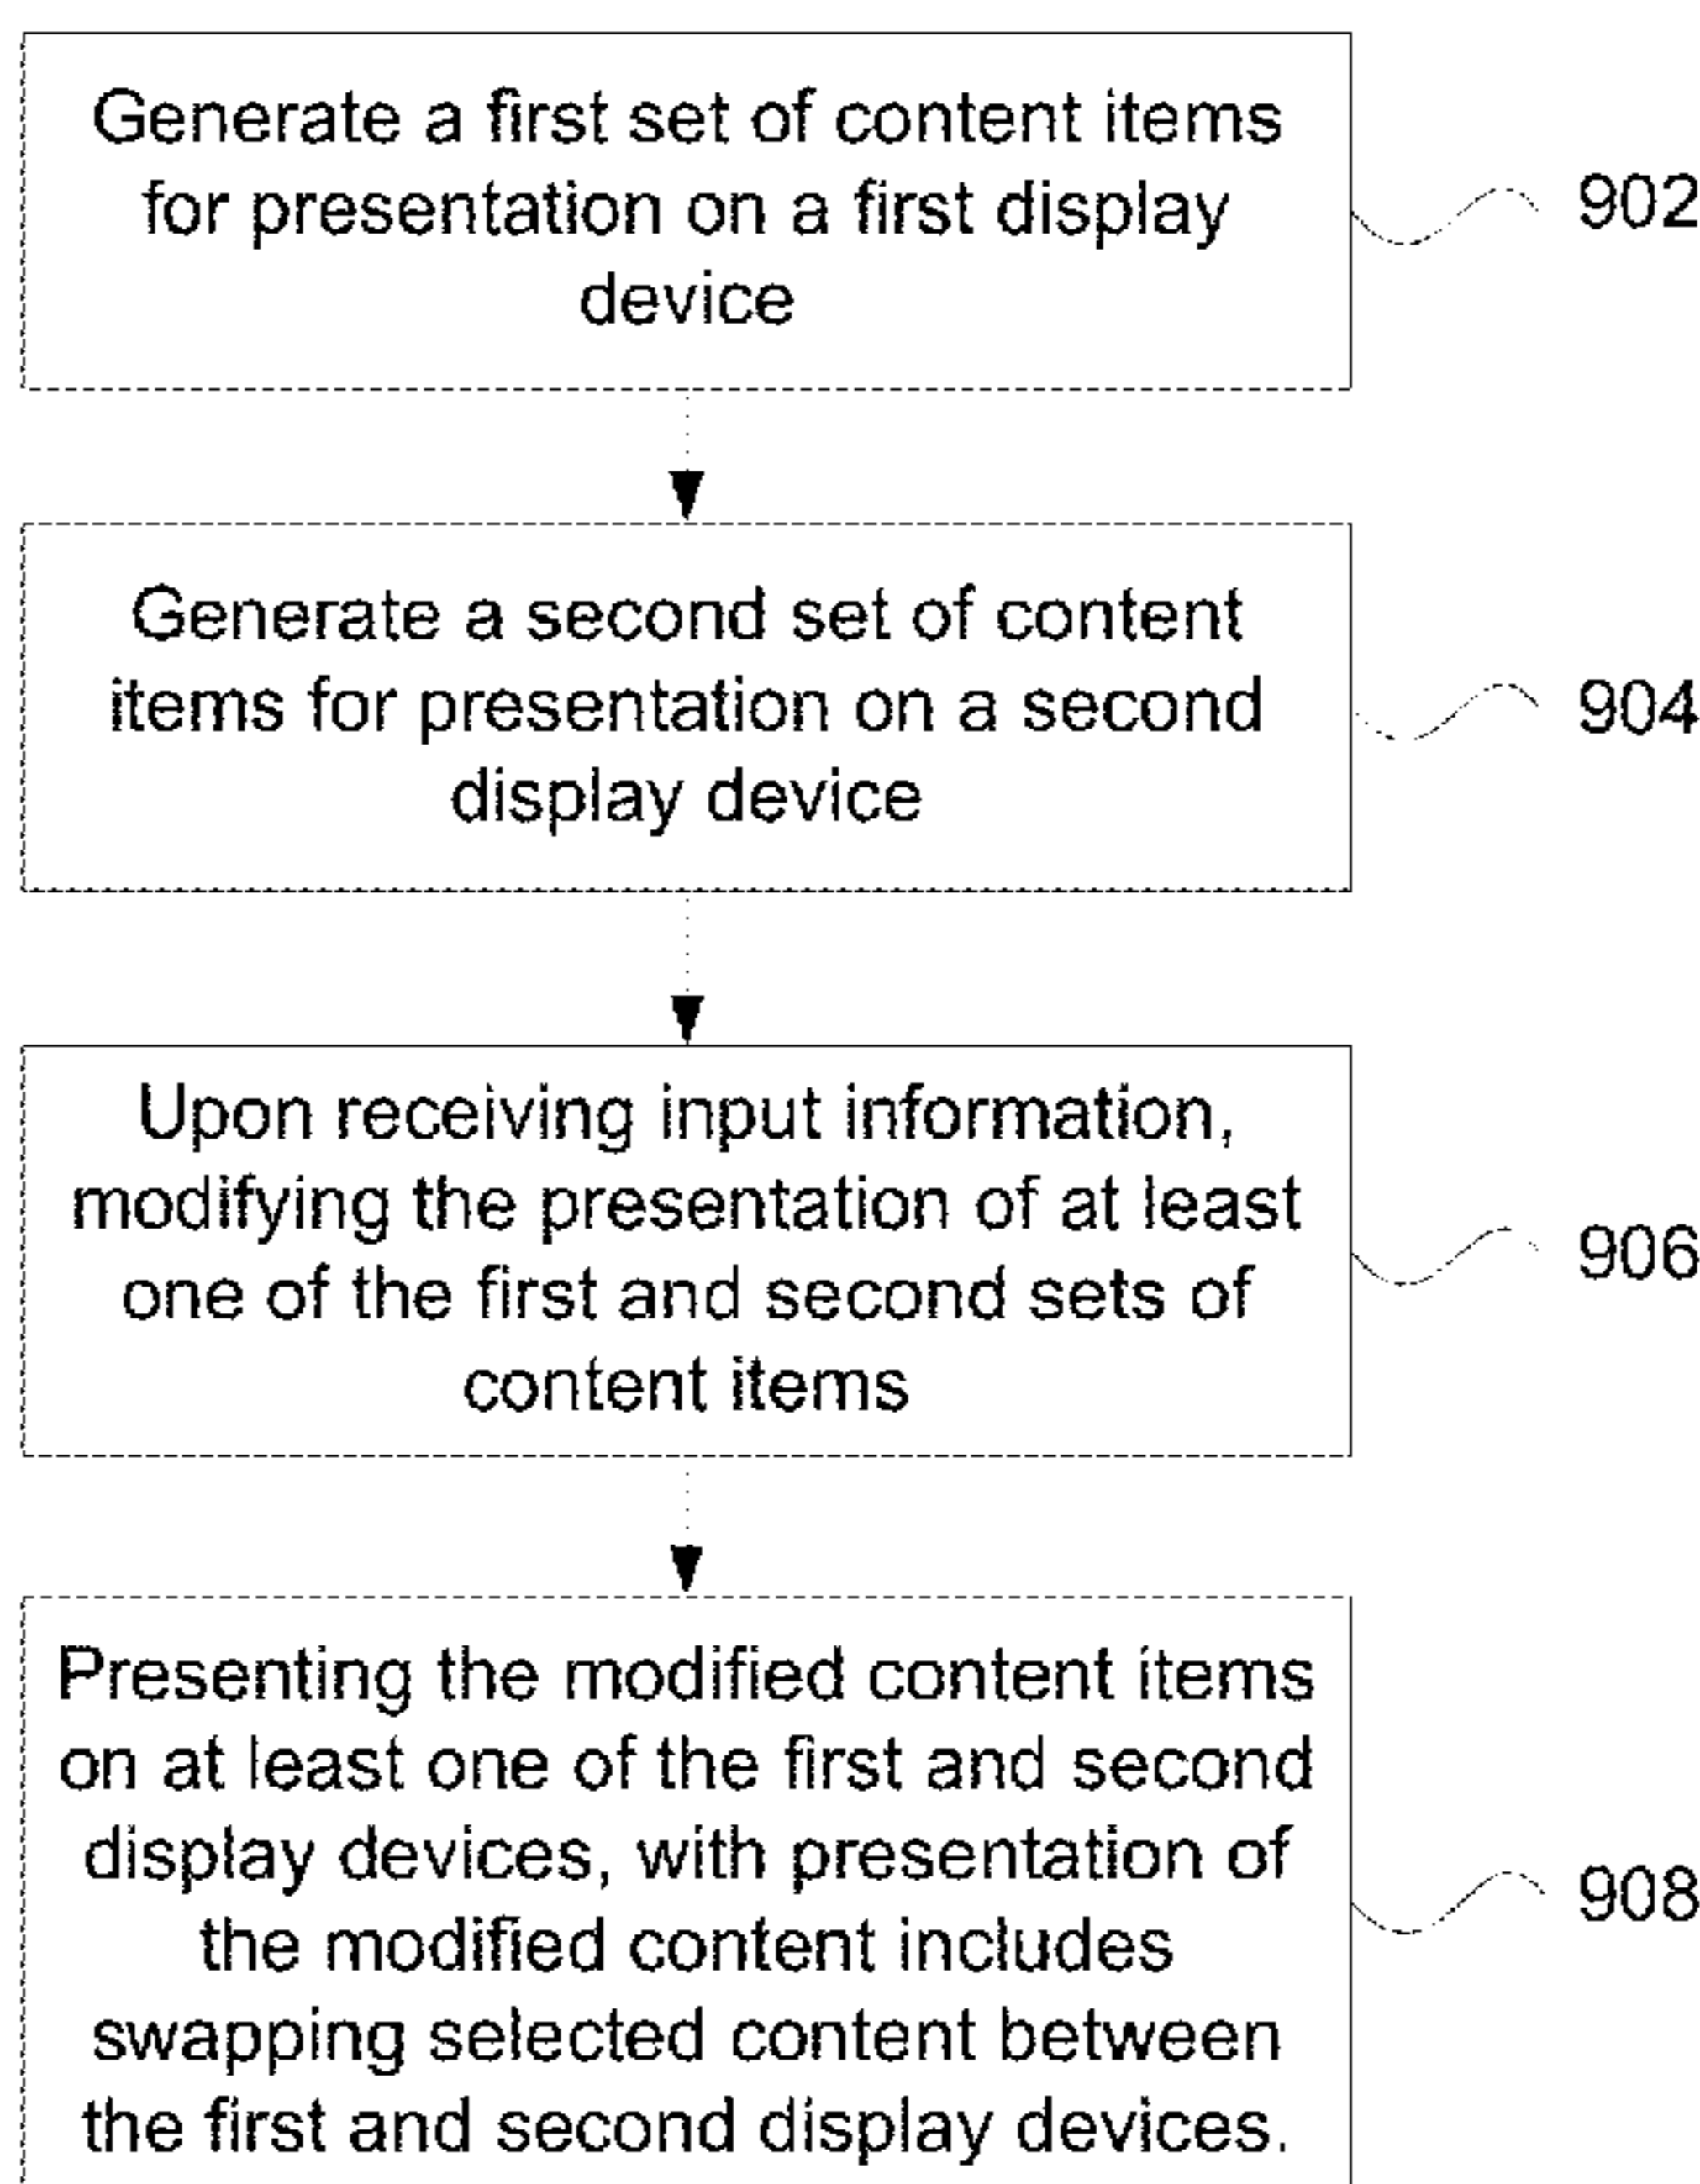 Generate a first set of content items
for presentation on a first display
device
902
Generate a second set of content
items for presentation on a second
display device
904
Upon receiving input information,
modifying the presentation of at least
one of the first and second sets of
content items
906
Presenting the modified content items
on at least one of the first and second
display devices, with presentation of
the modified content includes
swapping selected content between
the first and second display devices.
908